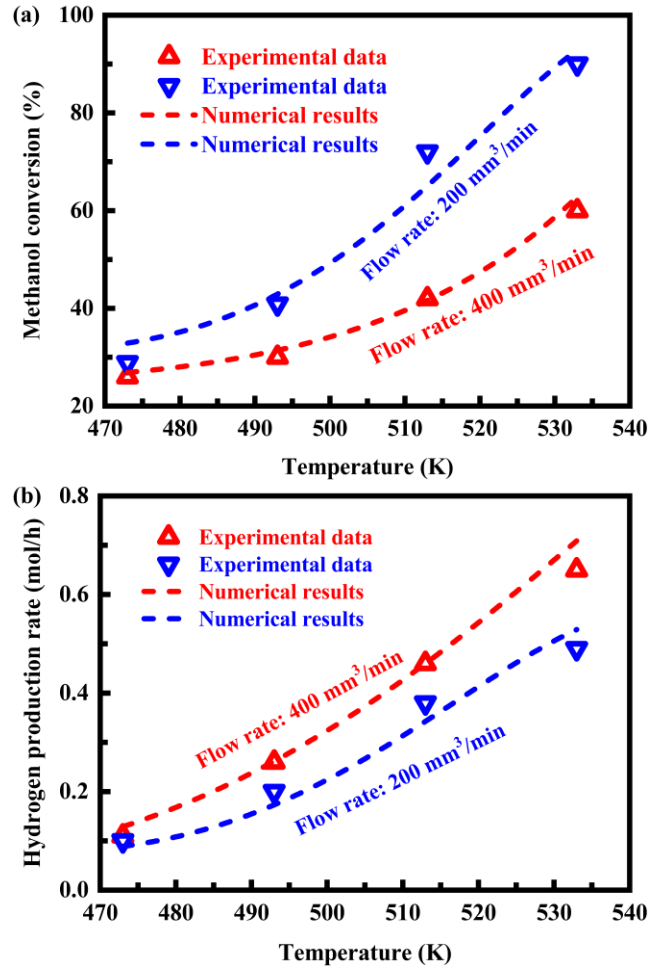 (a)
Methanol conversion (%)
100
80
60
40
20
Experimental data
Experimental data
Numerical results
Numerical results
Flow rate: 200 mm³/min
Flow rate: 400 mm³/min
470 480 490 500 510 520 530 540
Temperature (K)
(b)
Hydrogen production rate (mol/h)
0.8
0.6
0.4
0.2
0.0
Experimental data
Experimental data
Numerical results
Numerical results
Flow rate: 400 mm³/min
Flow rate: 200 mm³/min
470 480 490 500 510 520 530 540
Temperature (K)